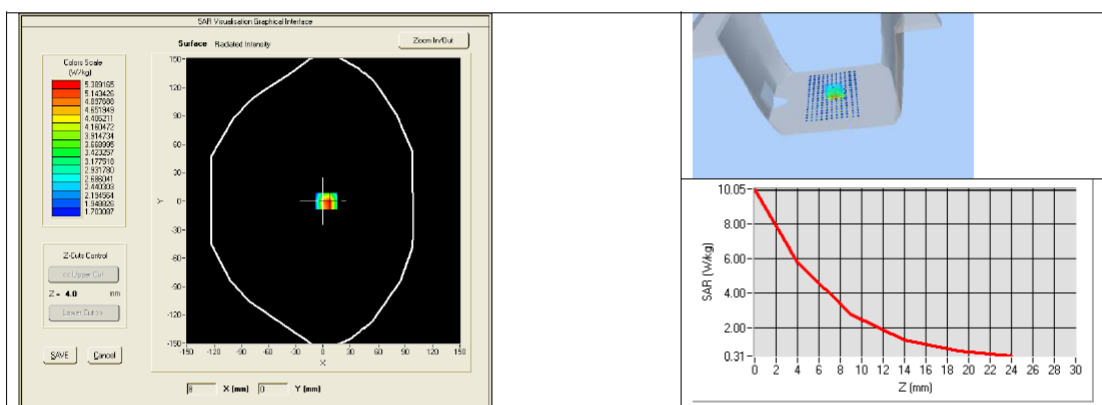 SAR Visualisation Graphical Interface
Surface Radiated Intensity
Zoom In/Out
Colors Scale
(W/kg)
5.389165
5.143426
4.897688
4.651949
4.406211
4.160472
3.914734
3.668995
3.423257
3.177518
2.931780
2.686041
2.440303
2.194564
1.948826
1.703087
Z-Cuts Control
<< Upper Cut
Z = 4.0 mm
Lower Cut >>
SAVE Cancel
150
120
90
60
30
0
-30
-60
-90
-120
-150
Y
-150 -120 -90 -60 -30 0 30 60 90 120 150
X
8 X (mm) 0 Y (mm)
10.05
8.00
6.00
4.00
2.00
0.31
SAR (W/kg)
0 2 4 6 8 10 12 14 16 18 20 22 24 26 28 30
Z (mm)